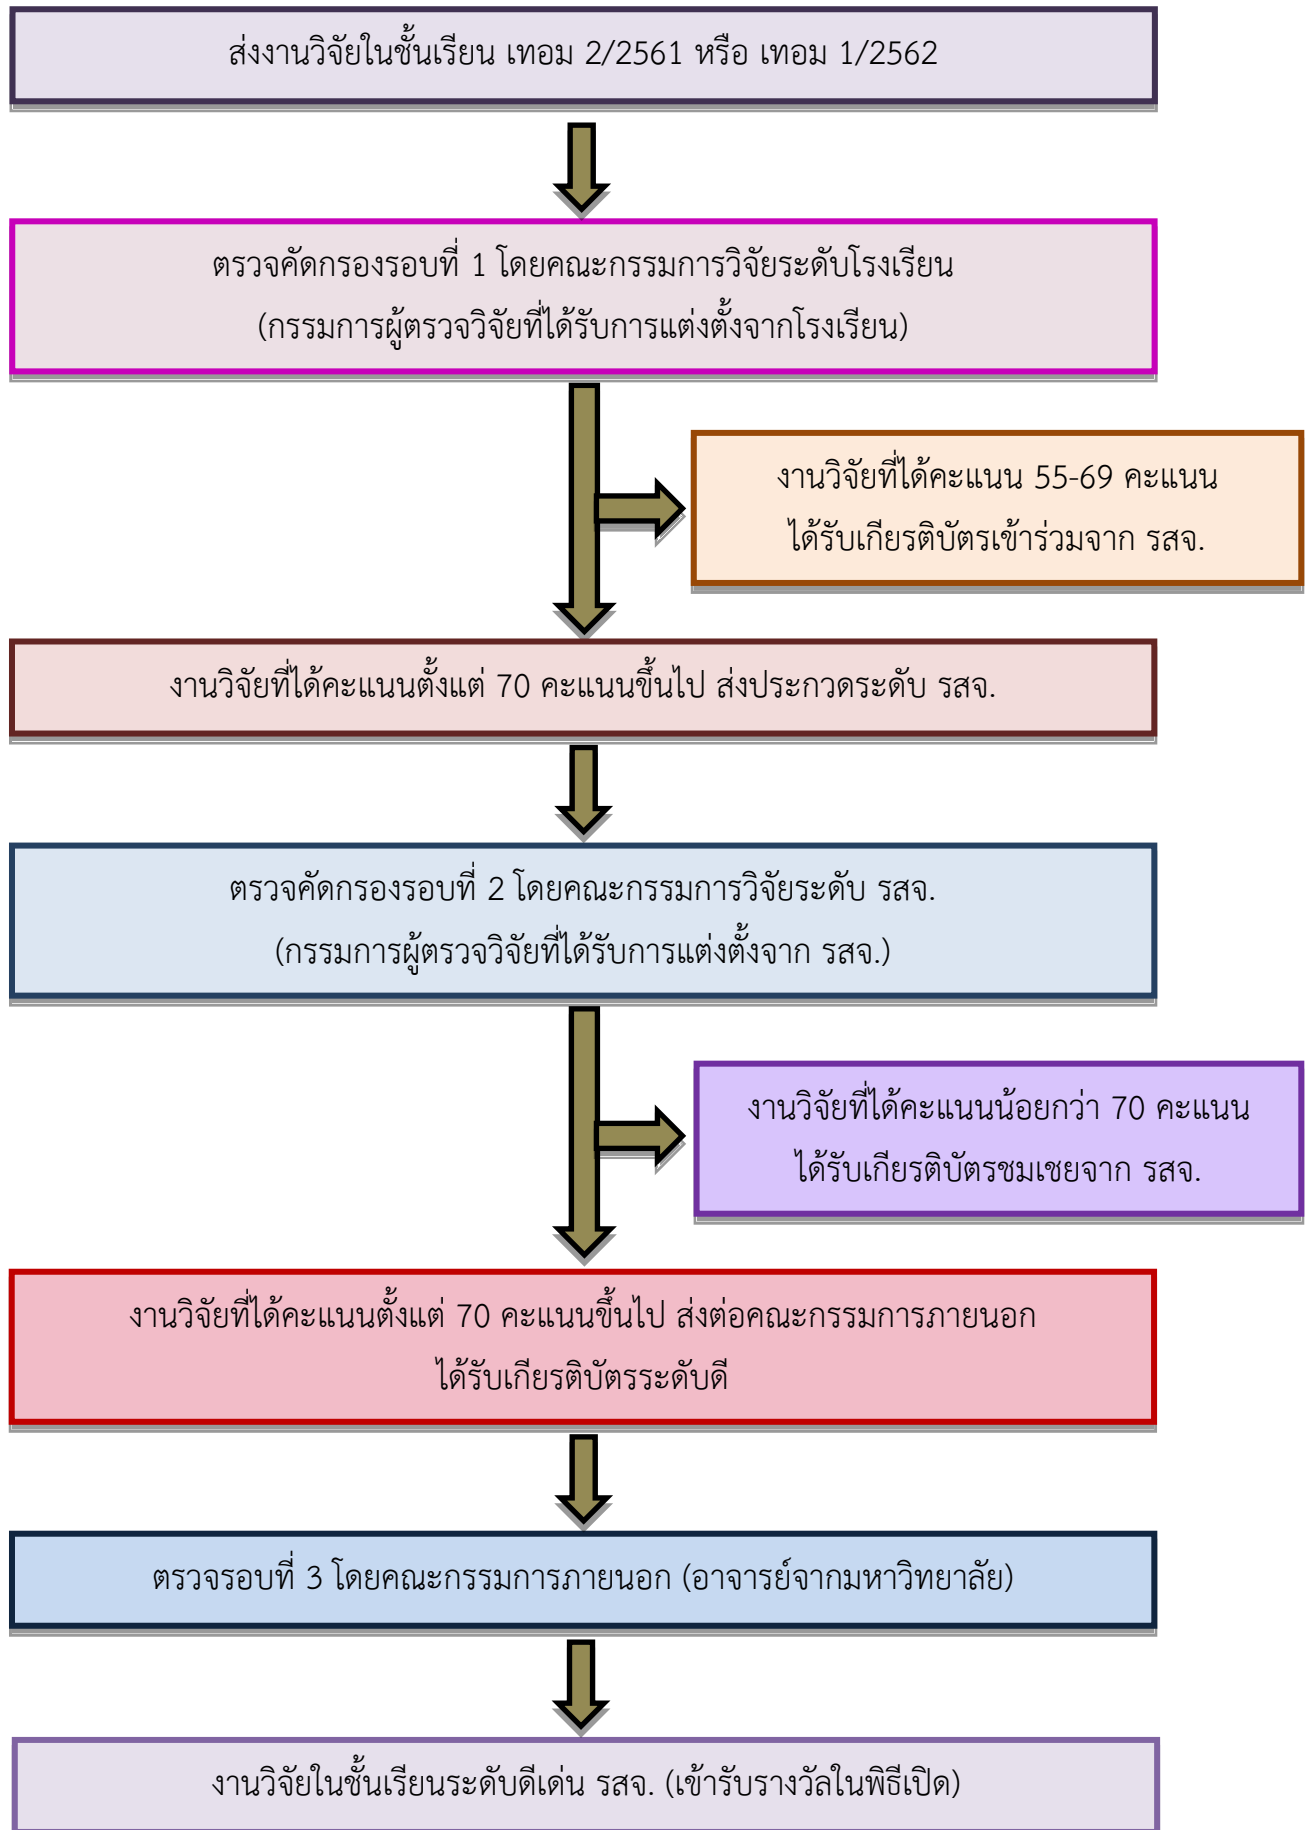 ส่งงานวิจัยในชั้นเรียน เทอม 2/2561 หรือ เทอม 1/2562
ตรวจคัดกรองรอบที่ 1 โดยคณะกรรมการวิจัยระดับโรงเรียน
(กรรมการผู้ตรวจวิจัยที่ได้รับการแต่งตั้งจากโรงเรียน)
งานวิจัยที่ได้คะแนน 55-69 คะแนน
ได้รับเกียรติบัตรเข้าร่วมจาก รสจ.
งานวิจัยที่ได้คะแนนตั้งแต่ 70 คะแนนขึ้นไป ส่งประกวดระดับ รสจ.
ตรวจคัดกรองรอบที่ 2 โดยคณะกรรมการวิจัยระดับ รสจ.
(กรรมการผู้ตรวจวิจัยที่ได้รับการแต่งตั้งจาก รสจ.)
งานวิจัยที่ได้คะแนนน้อยกว่า 70 คะแนน
ได้รับเกียรติบัตรชมเชยจาก รสจ.
งานวิจัยที่ได้คะแนนตั้งแต่ 70 คะแนนขึ้นไป ส่งต่อคณะกรรมการภายนอก
ได้รับเกียรติบัตรระดับดี
ตรวจรอบที่ 3 โดยคณะกรรมการภายนอก (อาจารย์จากมหาวิทยาลัย)
งานวิจัยในชั้นเรียนระดับดีเด่น รสจ. (เข้ารับรางวัลในพิธีเปิด)